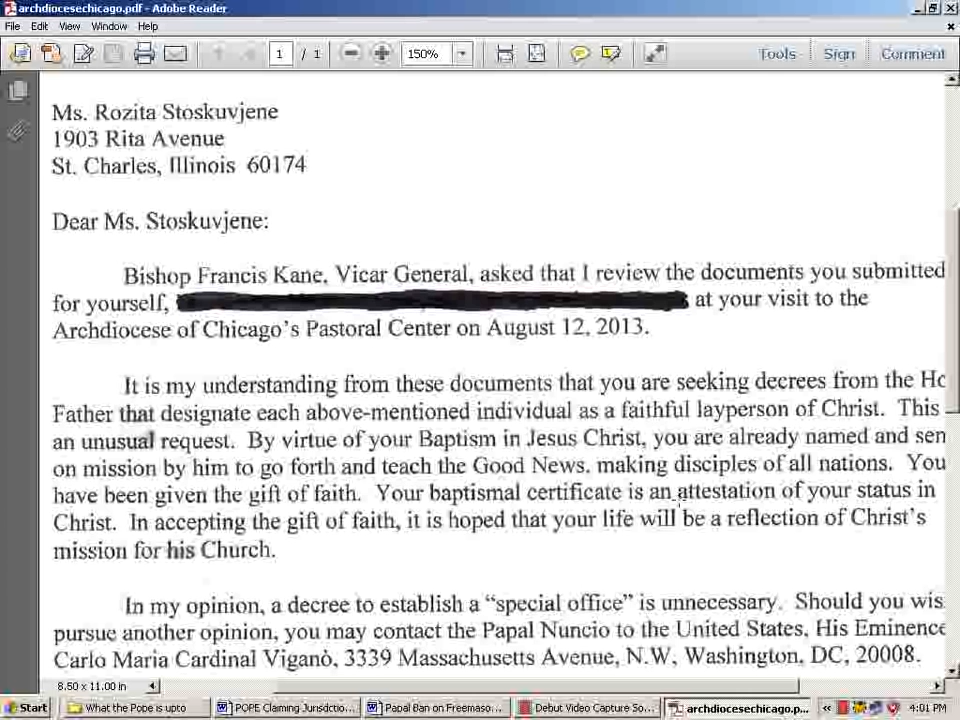 archdiocesechicago.pdf - Adobe Reader
File Edit View Window Help
1 / 1 150% Tools Sign Comment
Ms. Rozita Stoskuvjene
1903 Rita Avenue
St. Charles, Illinois 60174
Dear Ms. Stoskuvjene:
Bishop Francis Kane, Vicar General, asked that I review the documents you submitted
for yourself, at your visit to the
Archdiocese of Chicago's Pastoral Center on August 12, 2013.
It is my understanding from these documents that you are seeking decrees from the Ho
Father that designate each above-mentioned individual as a faithful layperson of Christ. This
an unusual request. By virtue of your Baptism in Jesus Christ, you are already named and sen
on mission by him to go forth and teach the Good News, making disciples of all nations. You
have been given the gift of faith. Your baptismal certificate is an attestation of your status in
Christ. In accepting the gift of faith, it is hoped that your life will be a reflection of Christ's
mission for his Church.
In my opinion, a decree to establish a "special office" is unnecessary. Should you wis
pursue another opinion, you may contact the Papal Nuncio to the United States, His Eminence
Carlo Maria Cardinal Viganò, 3339 Massachusetts Avenue, N.W, Washington, DC, 20008.
8.50 x 11.00 in
Start What the Pope is upto POPE Claiming Jurisdctio... Papal Ban on Freemaso... Debut Video Capture So... archdiocesechicago.p... « 4:01 PM